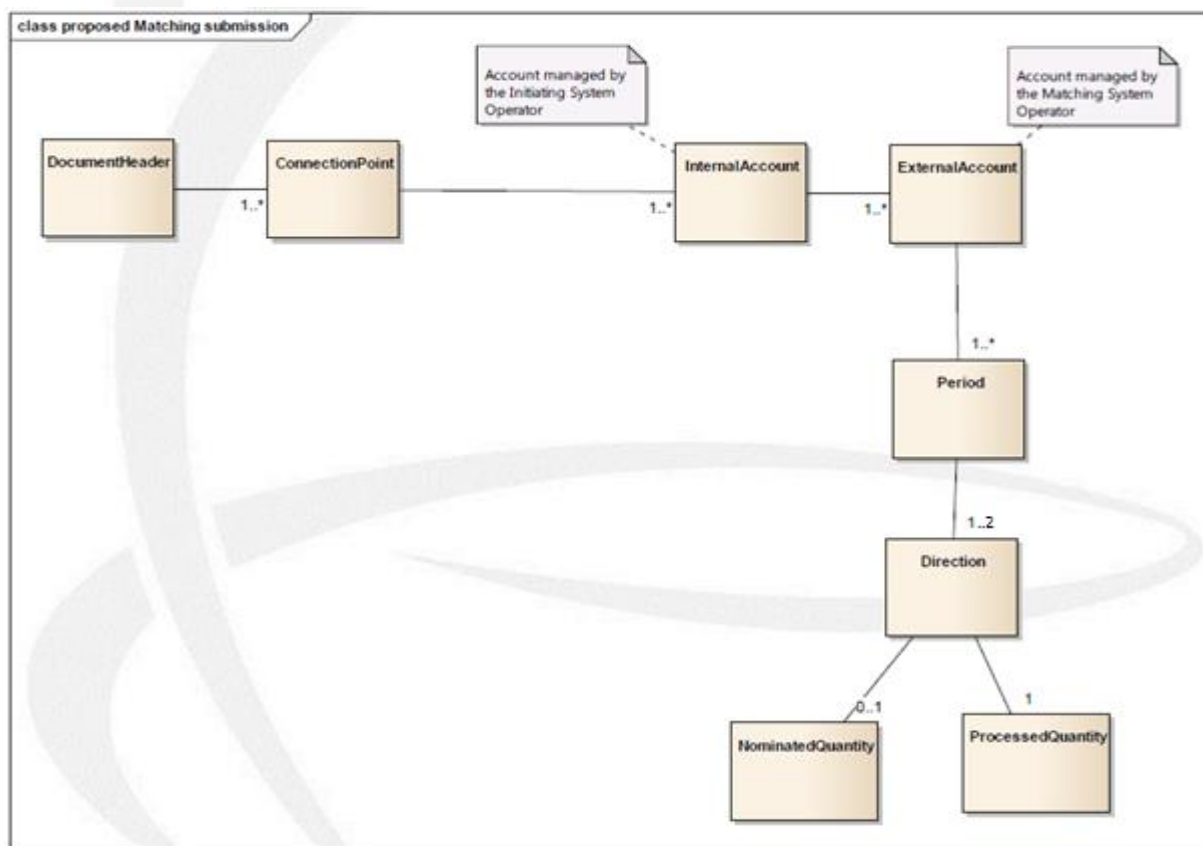 class proposed Matching submission
Account managed by
the Initiating System
Operator
Account managed by
the Matching System
Operator
DocumentHeader
ConnectionPoint
InternalAccount
ExternalAccount
1..*
1..*
1..*
1..*
Period
1..2
Direction
0..1
1
NominatedQuantity
ProcessedQuantity